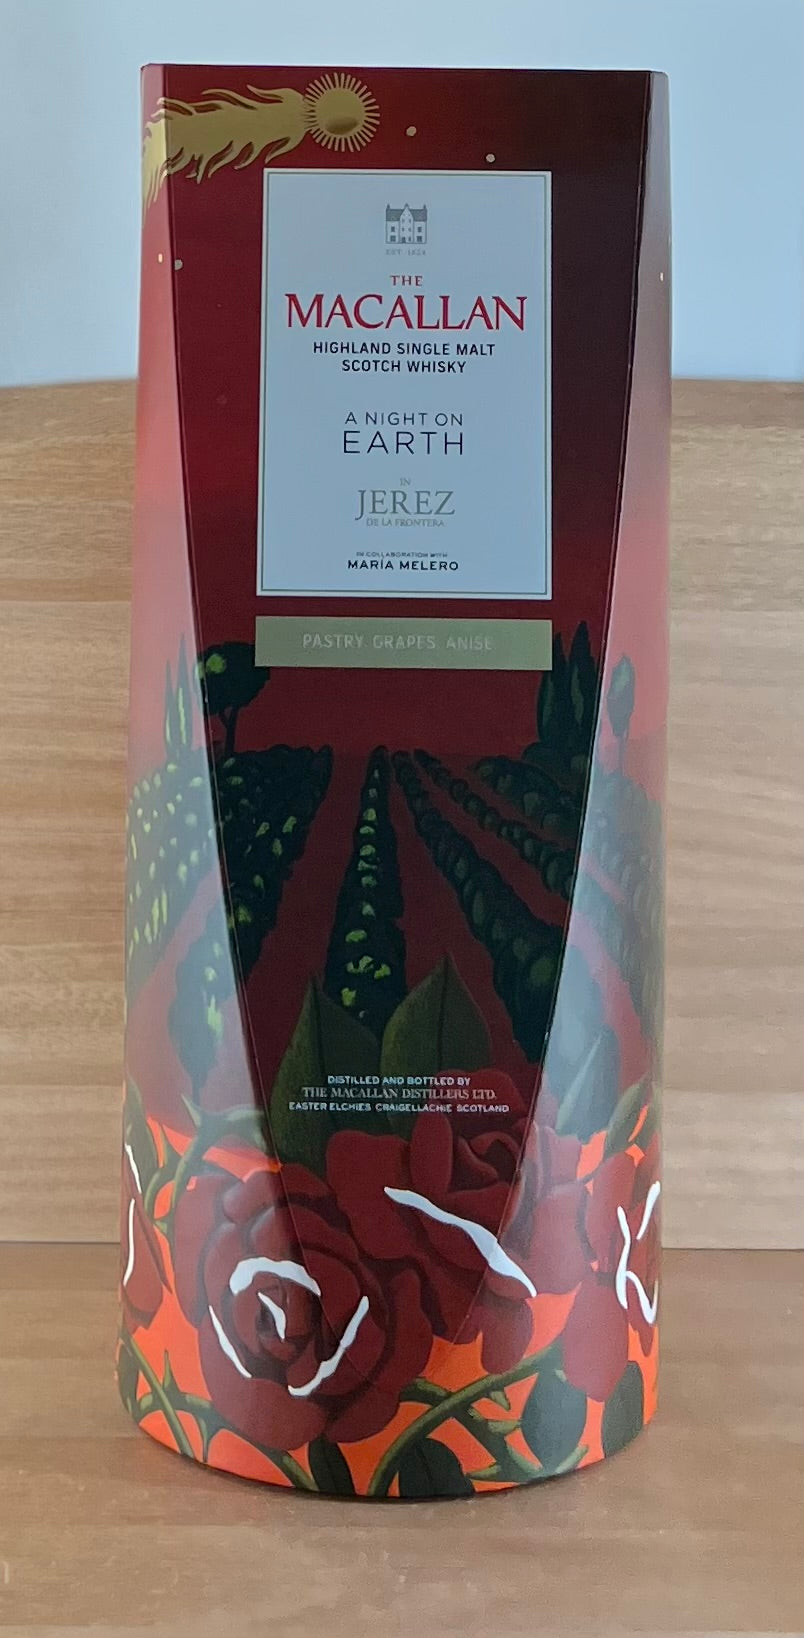 EST. 1824
THE
MACALLAN
HIGHLAND SINGLE MALT
SCOTCH WHISKY
A NIGHT ON
EARTH
IN
JEREZ
DE LA FRONTERA
IN COLLABORATION WITH
MARÍA MELERO
PASTRY. GRAPES. ANISE.
DISTILLED AND BOTTLED BY
THE MACALLAN DISTILLERS LTD.
EASTER ELCHIES CRAIGELLACHIE SCOTLAND